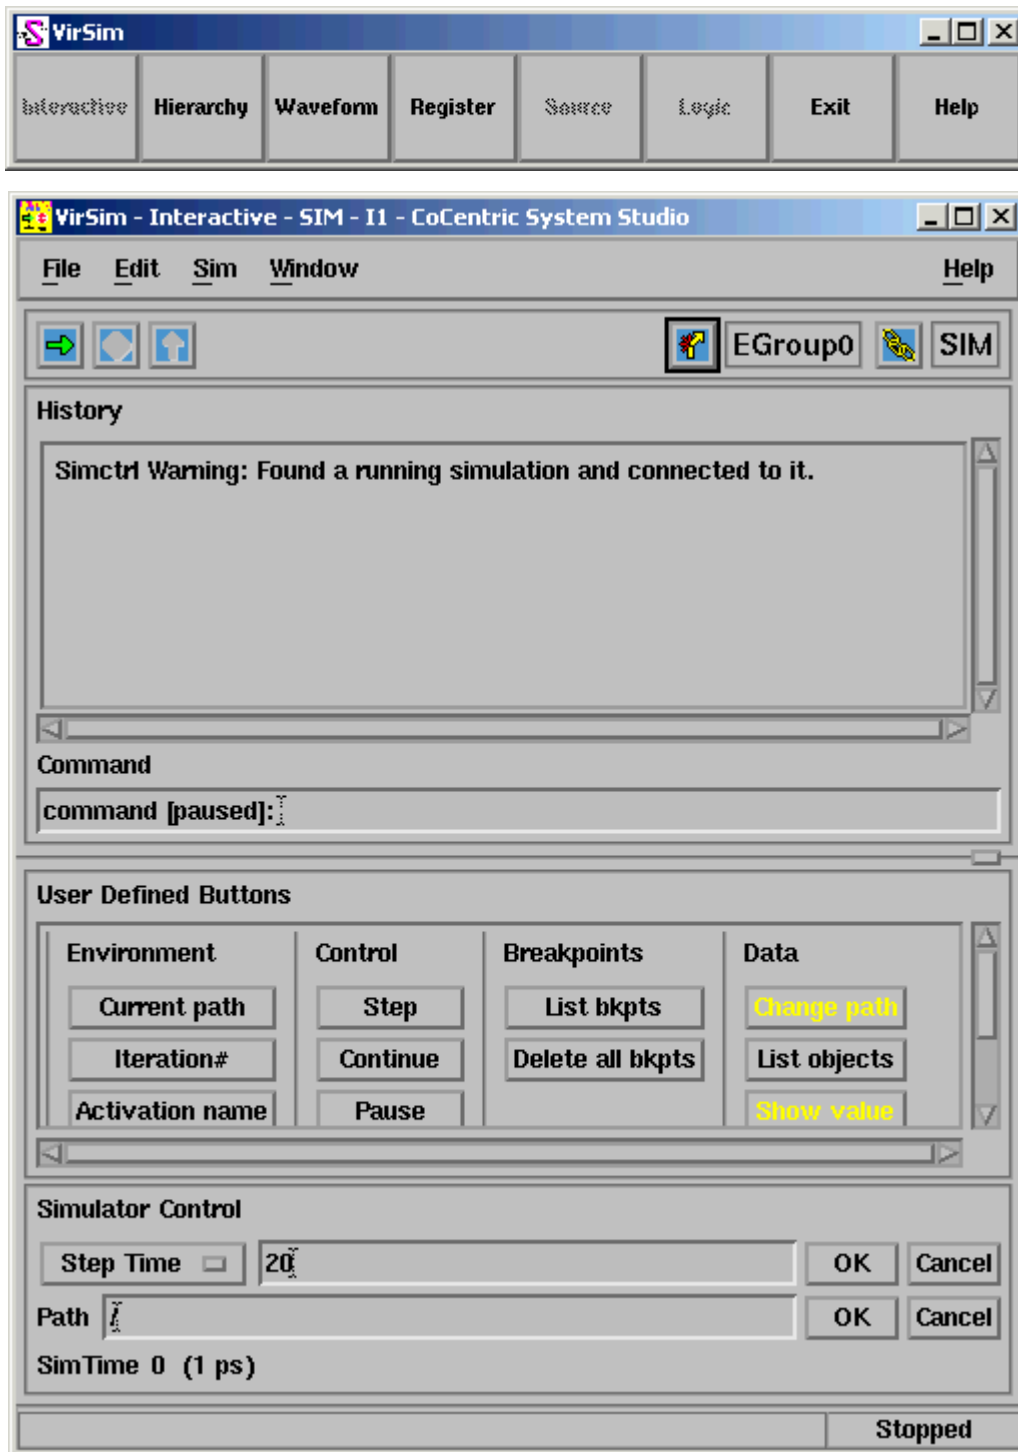 VirSim
Interactive Hierarchy Waveform Register Source Logic Exit Help
VirSim - Interactive - SIM - I1 - CoCentric System Studio
File Edit Sim Window Help
EGroup0 SIM
History
Simctrl Warning: Found a running simulation and connected to it.
Command
command [paused]:
User Defined Buttons
Environment Control Breakpoints Data
Current path Step List bkpts Change path
Iteration# Continue Delete all bkpts List objects
Activation name Pause Show value
Simulator Control
Step Time 20 OK Cancel
Path / OK Cancel
SimTime 0 (1 ps)
Stopped